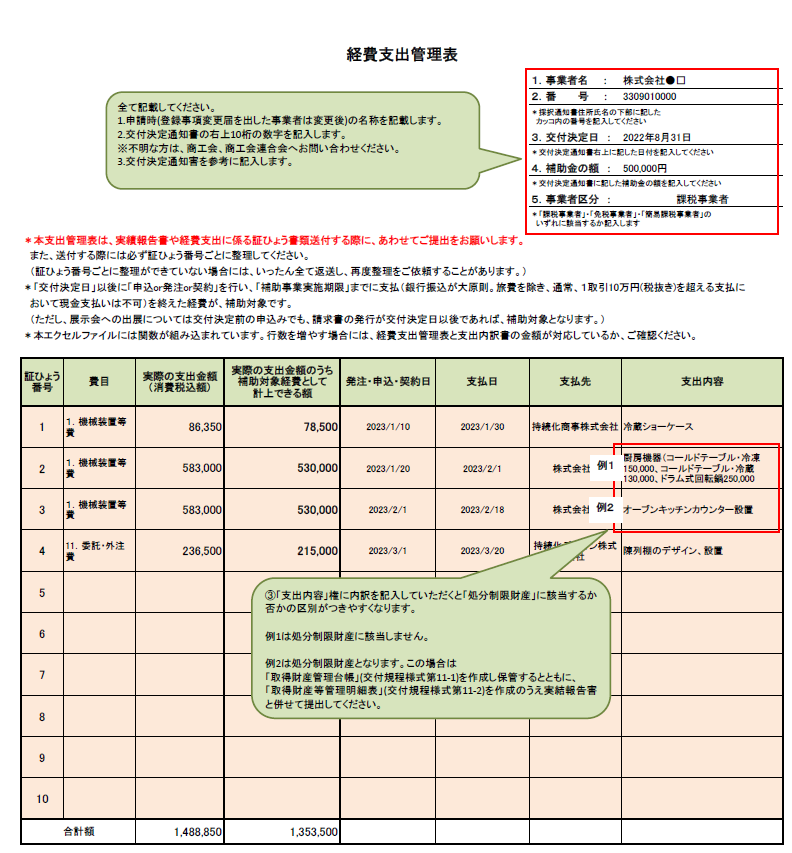 経費支出管理表
全て記載してください。
1.申請時(登録事項変更届を出した事業者は変更後)の名称を記載します。
2.交付決定通知書の右上10桁の数字を記入します。
※不明な方は、商工会、商工会連合会へお問い合わせください。
3.交付決定通知害を参考に記入します。
1. 事業者名 : 株式会社●□
2. 番 号 : 3309010000
*採択通知書住所氏名の下部に記した
カッコ内の番号を記入してください
3. 交付決定日 : 2022年8月31日
*交付決定通知書右上に記した日付を記入してください
4. 補助金の額 : 500,000円
*交付決定通知書に記した補助金の額を記入してください
5. 事業者区分 : 課税事業者
*「課税事業者」・「免税事業者」・「簡易課税事業者」の
いずれに該当するか記入します
*本支出管理表は、実績報告書や経費支出に係る証ひょう書類送付する際に、あわせてご提出をお願いします。
また、送付する際には必ず証ひょう番号ごとに整理してください。
(証ひょう番号ごとに整理ができていない場合には、いったん全て返送し、再度整理をご依頼することがあります。)
*「交付決定日」以後に「申込or発注or契約」を行い、「補助事業実施期限」までに支払(銀行振込が大原則。旅費を除き、通常、1取引10万円(税抜き)を超える支払に
おいて現金支払いは不可)を終えた経費が、補助対象です。
(ただし、展示会への出展については交付決定前の申込みでも、請求書の発行が交付決定日以後であれば、補助対象となります。)
*本エクセルファイルには関数が組み込まれています。行数を増やす場合には、経費支出管理表と支出内訳書の金額が対応しているか、ご確認ください。
証ひょう
番号
費目
実際の支出金額
(消費税込額)
実際の支出金額のうち
補助対象経費として
計上できる額
発注・申込・契約日
支払日
支払先
支出内容
1
1. 機械装置等
費
86,350
78,500
2023/1/10
2023/1/30
持続化商事株式会社
冷蔵ショーケース
2
1. 機械装置等
費
583,000
530,000
2023/1/20
2023/2/1
株式会社
例1
厨房機器(コールドテーブル・冷凍
150,000、コールドテーブル・冷蔵
130,000、ドラム式回転鍋250,000
3
1. 機械装置等
費
583,000
530,000
2023/2/1
2023/2/18
株式会社
例2
オープンキッチンカウンター設置
4
11. 委託・外注
費
236,500
215,000
2023/3/1
2023/3/20
陳列棚のデザイン、設置
5
③「支出内容」権に内訳を記入していただくと「処分制限財産」に該当するか
否かの区別がつきやすくなります。
例1は処分制限財産に該当しません。
例2は処分制限財産となります。この場合は
「取得財産管理台帳」(交付規程様式第11-1)を作成し保管するとともに、
「取得財産等管理明細表」(交付規程様式第11-2)を作成のうえ実結報告害
と併せて提出してください。
6
7
8
9
10
合計額
1,488,850
1,353,500